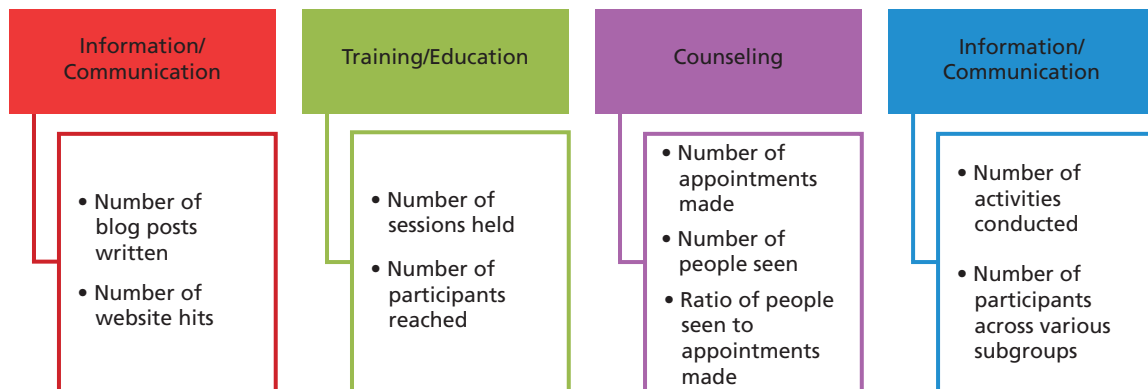 Information/
Communication
• Number of
blog posts
written
• Number of
website hits
Training/Education
• Number of
sessions held
• Number of
participants
reached
Counseling
• Number of
appointments
made
• Number of
people seen
• Ratio of people
seen to
appointments
made
Information/
Communication
• Number of
activities
conducted
• Number of
participants
across various
subgroups